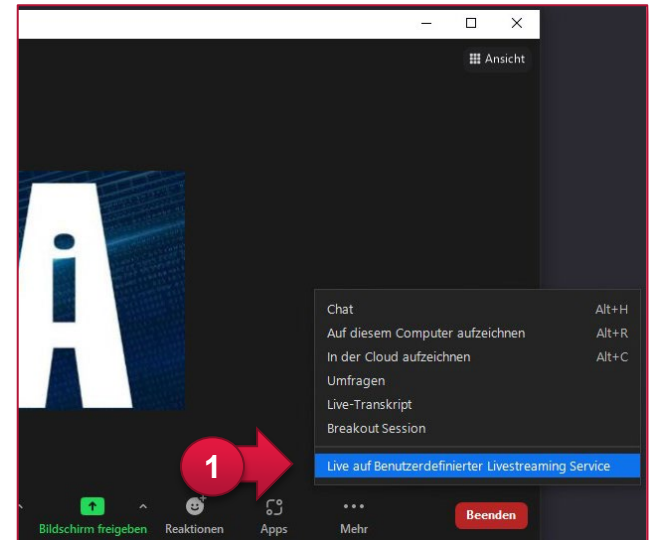 Ansicht
Ai
Chat Alt+H
Auf diesem Computer aufzeichnen Alt+R
In der Cloud aufzeichnen Alt+C
Umfragen
Live-Transkript
Breakout Session
1
Live auf Benutzerdefinierter Livestreaming Service
Bildschirm freigeben Reaktionen Apps Mehr Beenden